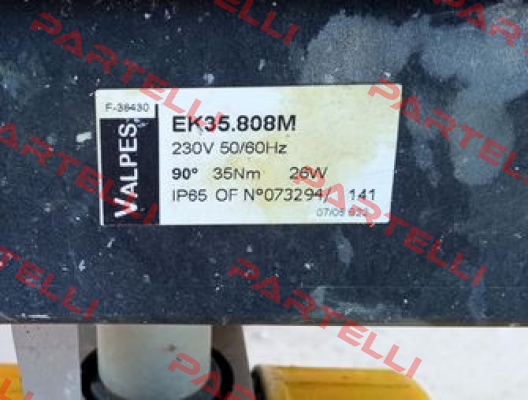 F-38430
VALPES
EK35.808M
230V 50/60Hz
90° 35Nm 26W
IP65 OF N°073294/ 141
PARTELLI
PARTELLI
PARTELLI
PARTELLI
PARTELLI